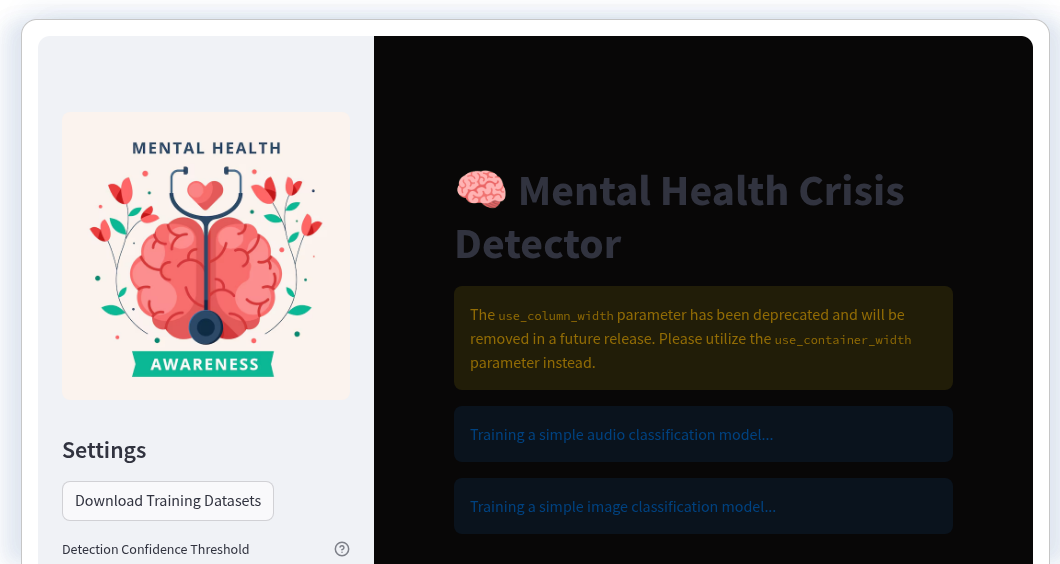 MENTAL HEALTH
AWARENESS
Settings
Download Training Datasets
Detection Confidence Threshold
🧠 Mental Health Crisis
Detector
The use_column_width parameter has been deprecated and will be
removed in a future release. Please utilize the use_container_width
parameter instead.
Training a simple audio classification model...
Training a simple image classification model...